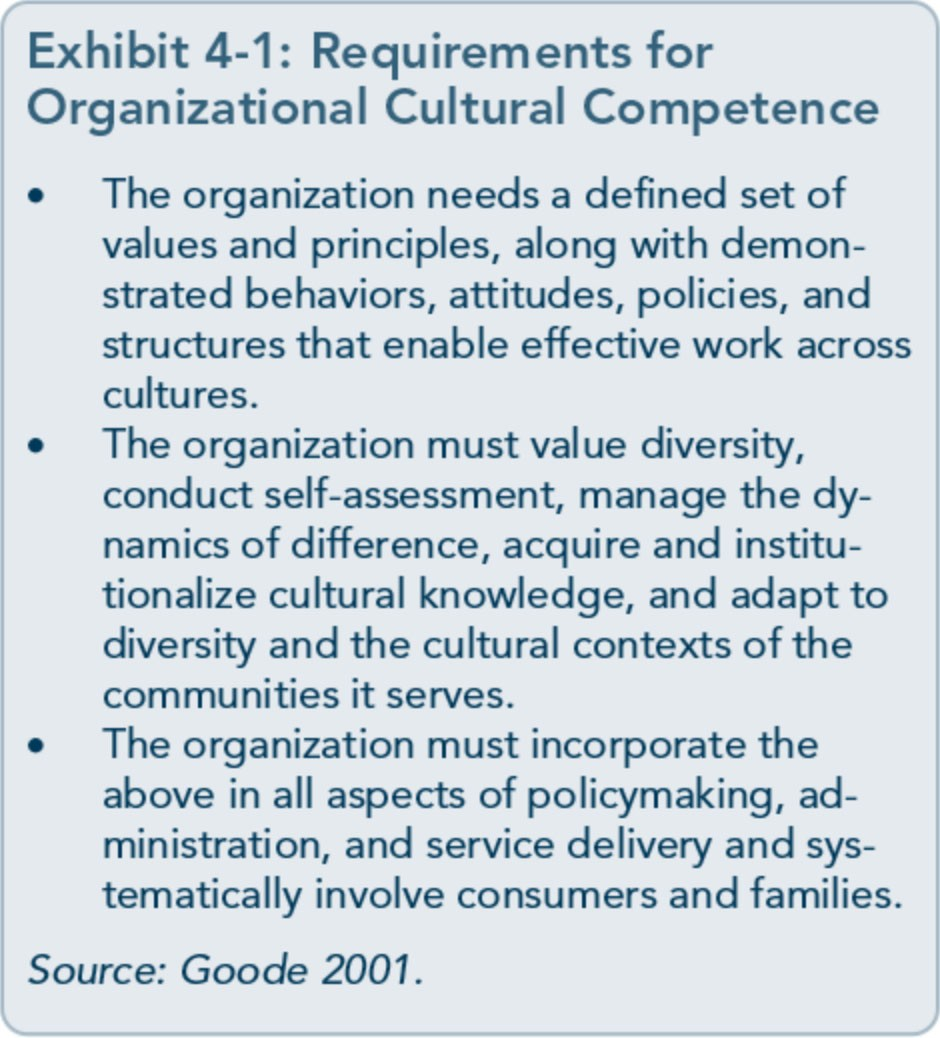 Exhibit 4-1: Requirements for
Organizational Cultural Competence
• The organization needs a defined set of
values and principles, along with demon-
strated behaviors, attitudes, policies, and
structures that enable effective work across
cultures.
• The organization must value diversity,
conduct self-assessment, manage the dy-
namics of difference, acquire and institu-
tionalize cultural knowledge, and adapt to
diversity and the cultural contexts of the
communities it serves.
• The organization must incorporate the
above in all aspects of policymaking, ad-
ministration, and service delivery and sys-
tematically involve consumers and families.
Source: Goode 2001.